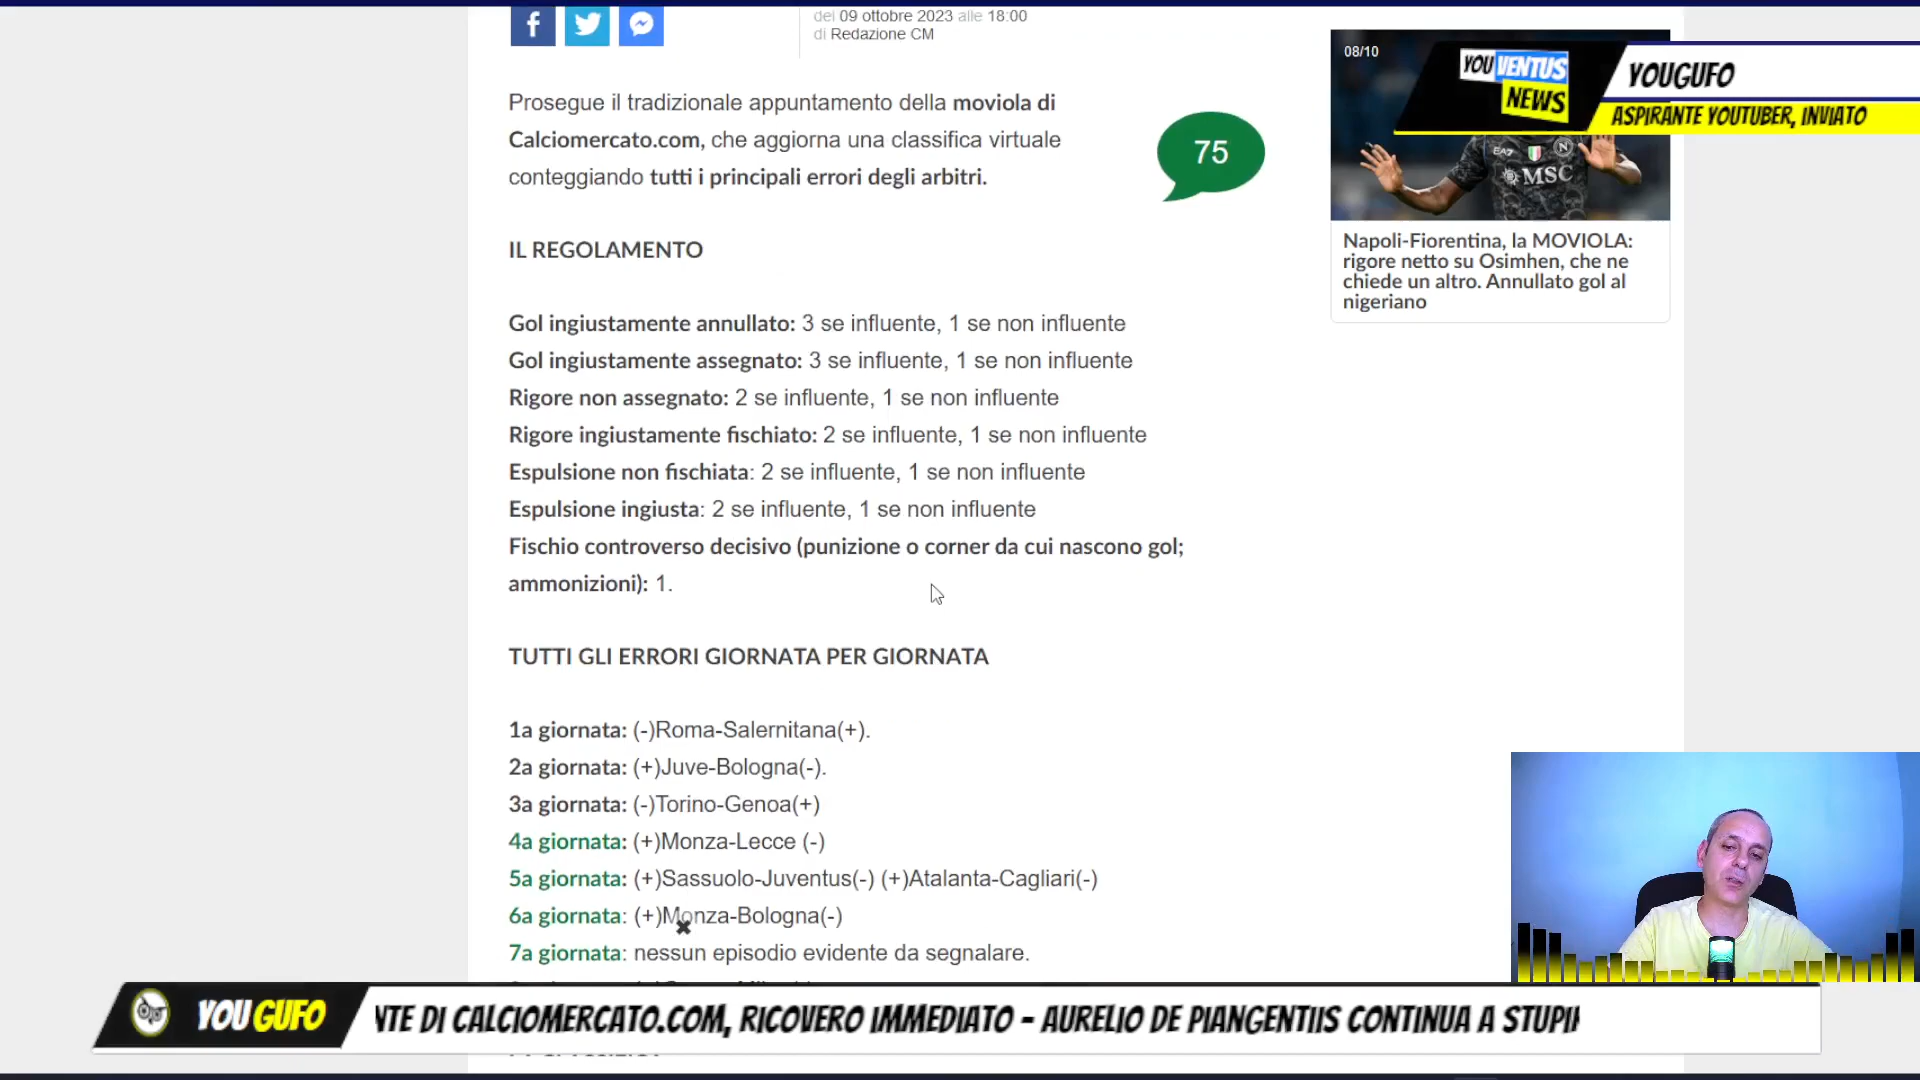 del 09 ottobre 2023 alle 18:00
di Redazione CM
Prosegue il tradizionale appuntamento della moviola di
Calciomercato.com, che aggiorna una classifica virtuale
conteggiando tutti i principali errori degli arbitri.
75
IL REGOLAMENTO
Gol ingiustamente annullato: 3 se influente, 1 se non influente
Gol ingiustamente assegnato: 3 se influente, 1 se non influente
Rigore non assegnato: 2 se influente, 1 se non influente
Rigore ingiustamente fischiato: 2 se influente, 1 se non influente
Espulsione non fischiata: 2 se influente, 1 se non influente
Espulsione ingiusta: 2 se influente, 1 se non influente
Fischio controverso decisivo (punizione o corner da cui nascono gol;
ammonizioni): 1.
TUTTI GLI ERRORI GIORNATA PER GIORNATA
1a giornata: (-)Roma-Salernitana(+).
2a giornata: (+)Juve-Bologna(-).
3a giornata: (-)Torino-Genoa(+)
4a giornata: (+)Monza-Lecce (-)
5a giornata: (+)Sassuolo-Juventus(-) (+)Atalanta-Cagliari(-)
6a giornata: (+)Monza-Bologna(-)
7a giornata: nessun episodio evidente da segnalare.
08/10
EA7
N
MSC
Napoli-Fiorentina, la MOVIOLA:
rigore netto su Osimhen, che ne
chiede un altro. Annullato gol al
nigeriano
YOUVENTUS
NEWS
YOUGUFO
ASPIRANTE YOUTUBER, INVIATO
YOU GUFO
NTE DI CALCIOMERCATO.COM, RICOVERO IMMEDIATO - AURELIO DE PIANGENTIIS CONTINUA A STUPI